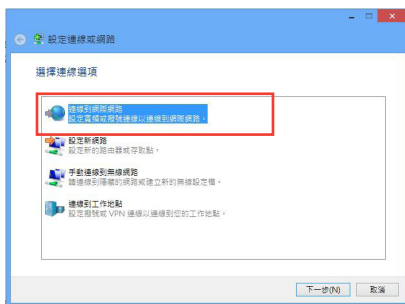 設定連線或網路
選擇連線選項
連線到網際網路
設定寬頻或撥號連線以連線到網際網路。
設定新網路
設定新的路由器或存取點。
手動連線到無線網路
請連線到隱藏的網路或建立新的無線設定檔。
連線到工作地點
設定撥號或 VPN 連線以連線到您的工作地點。
下一步(N)
取消